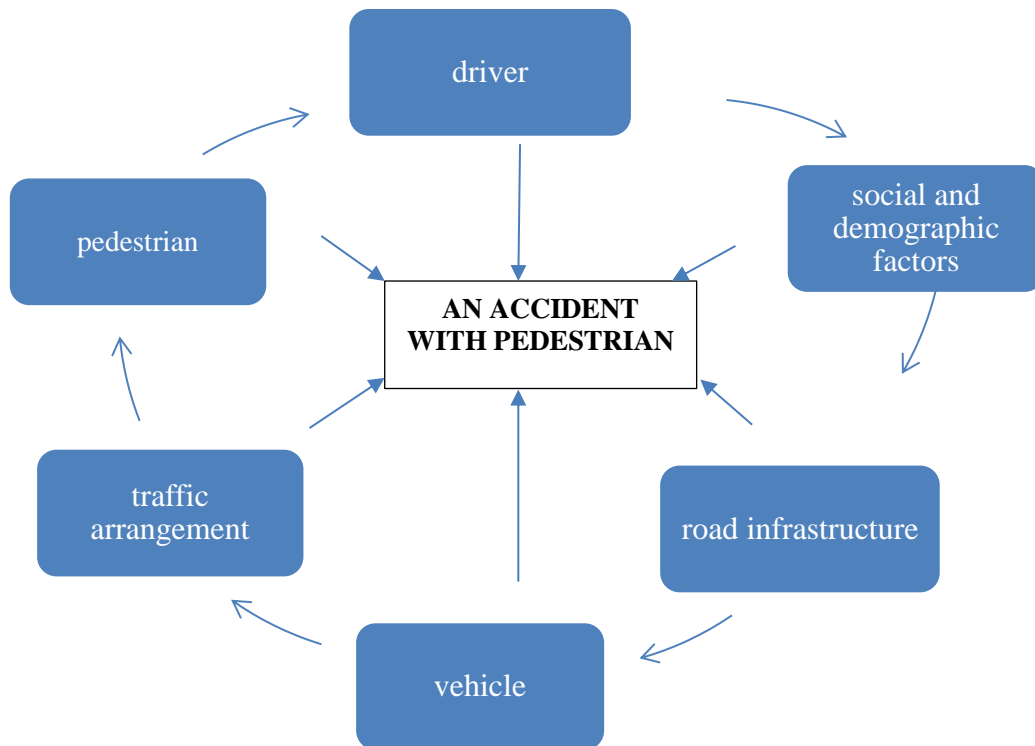 driver
social and
demographic
factors
pedestrian
AN ACCIDENT
WITH PEDESTRIAN
traffic
arrangement
road infrastructure
vehicle